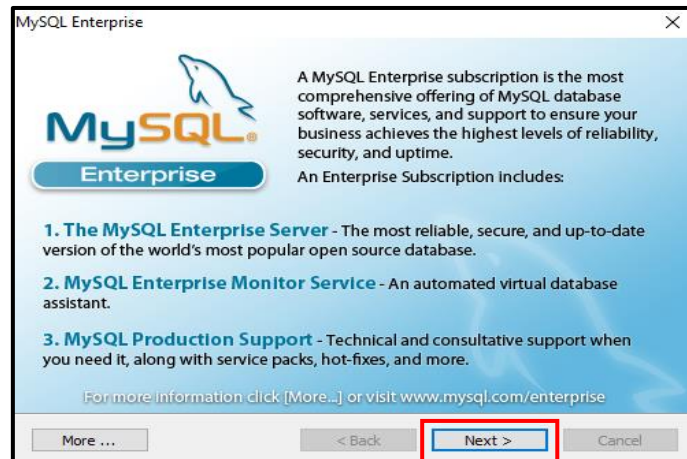 MySQL Enterprise
MySQL®
Enterprise
A MySQL Enterprise subscription is the most
comprehensive offering of MySQL database
software, services, and support to ensure your
business achieves the highest levels of reliability,
security, and uptime.
An Enterprise Subscription includes:
1. The MySQL Enterprise Server - The most reliable, secure, and up-to-date
version of the world's most popular open source database.
2. MySQL Enterprise Monitor Service - An automated virtual database
assistant.
3. MySQL Production Support - Technical and consultative support when
you need it, along with service packs, hot-fixes, and more.
For more information click [More...] or visit www.mysql.com/enterprise
More ...
< Back
Next >
Cancel